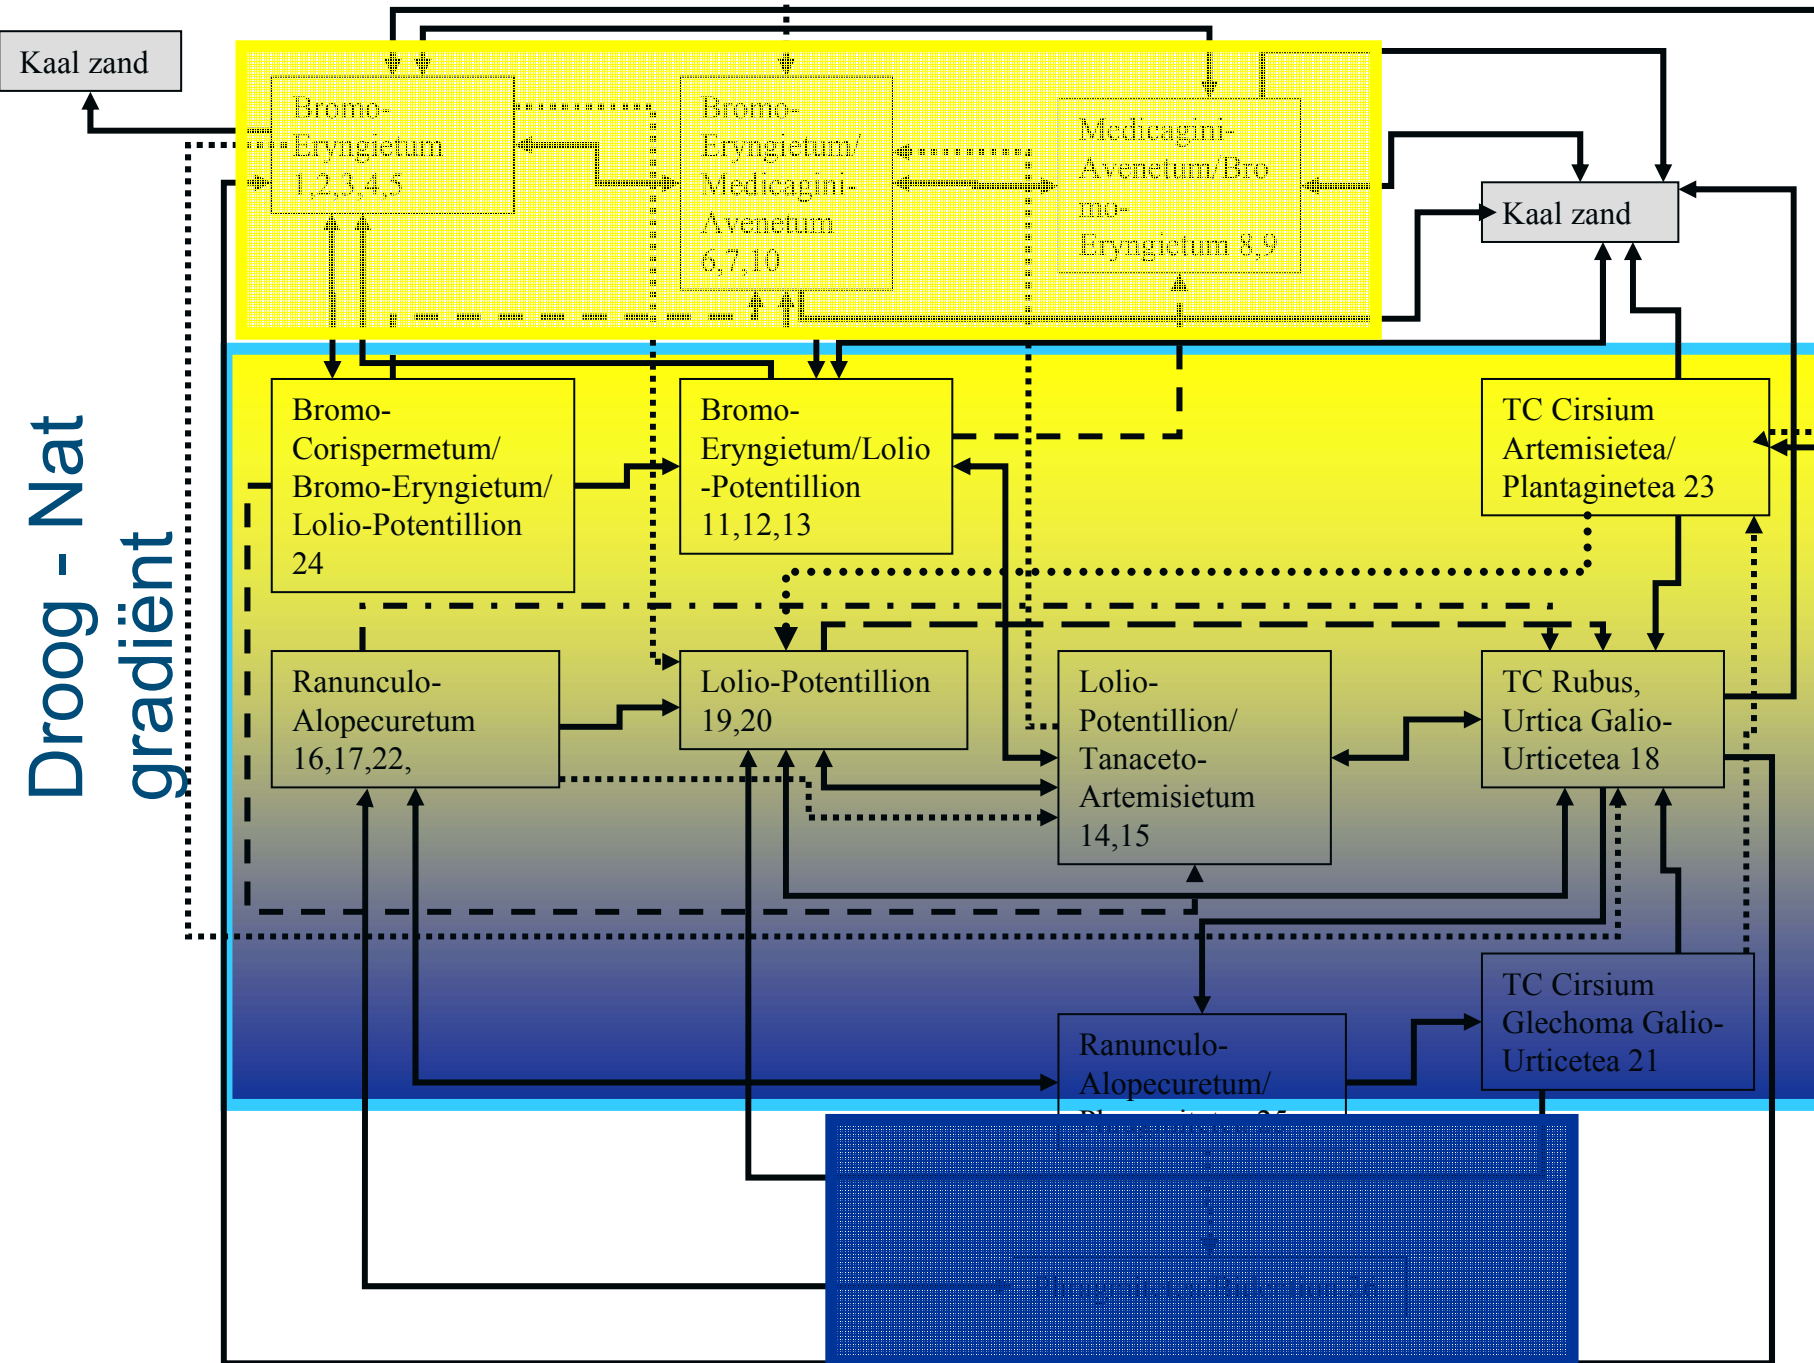 Kaal zand
Bromo-
Eryngietum
1,2,3,4,5
Bromo-
Eryngietum/
Medicagini-
Avenetum
6,7,10
Medicagini-
Avenetum/Bro
mo-
Eryngietum 8,9
Kaal zand
Droog - Nat
gradiënt
Bromo-
Corispermetum/
Bromo-Eryngietum/
Lolio-Potentillion
24
Bromo-
Eryngietum/Lolio
-Potentillion
11,12,13
TC Cirsium
Artemisietea/
Plantaginetea 23
Ranunculo-
Alopecuretum
16,17,22,
Lolio-Potentillion
19,20
Lolio-
Potentillion/
Tanaceto-
Artemisietum
14,15
TC Rubus,
Urtica Galio-
Urticetea 18
TC Cirsium
Glechoma Galio-
Urticetea 21
Ranunculo-
Alopecuretum/